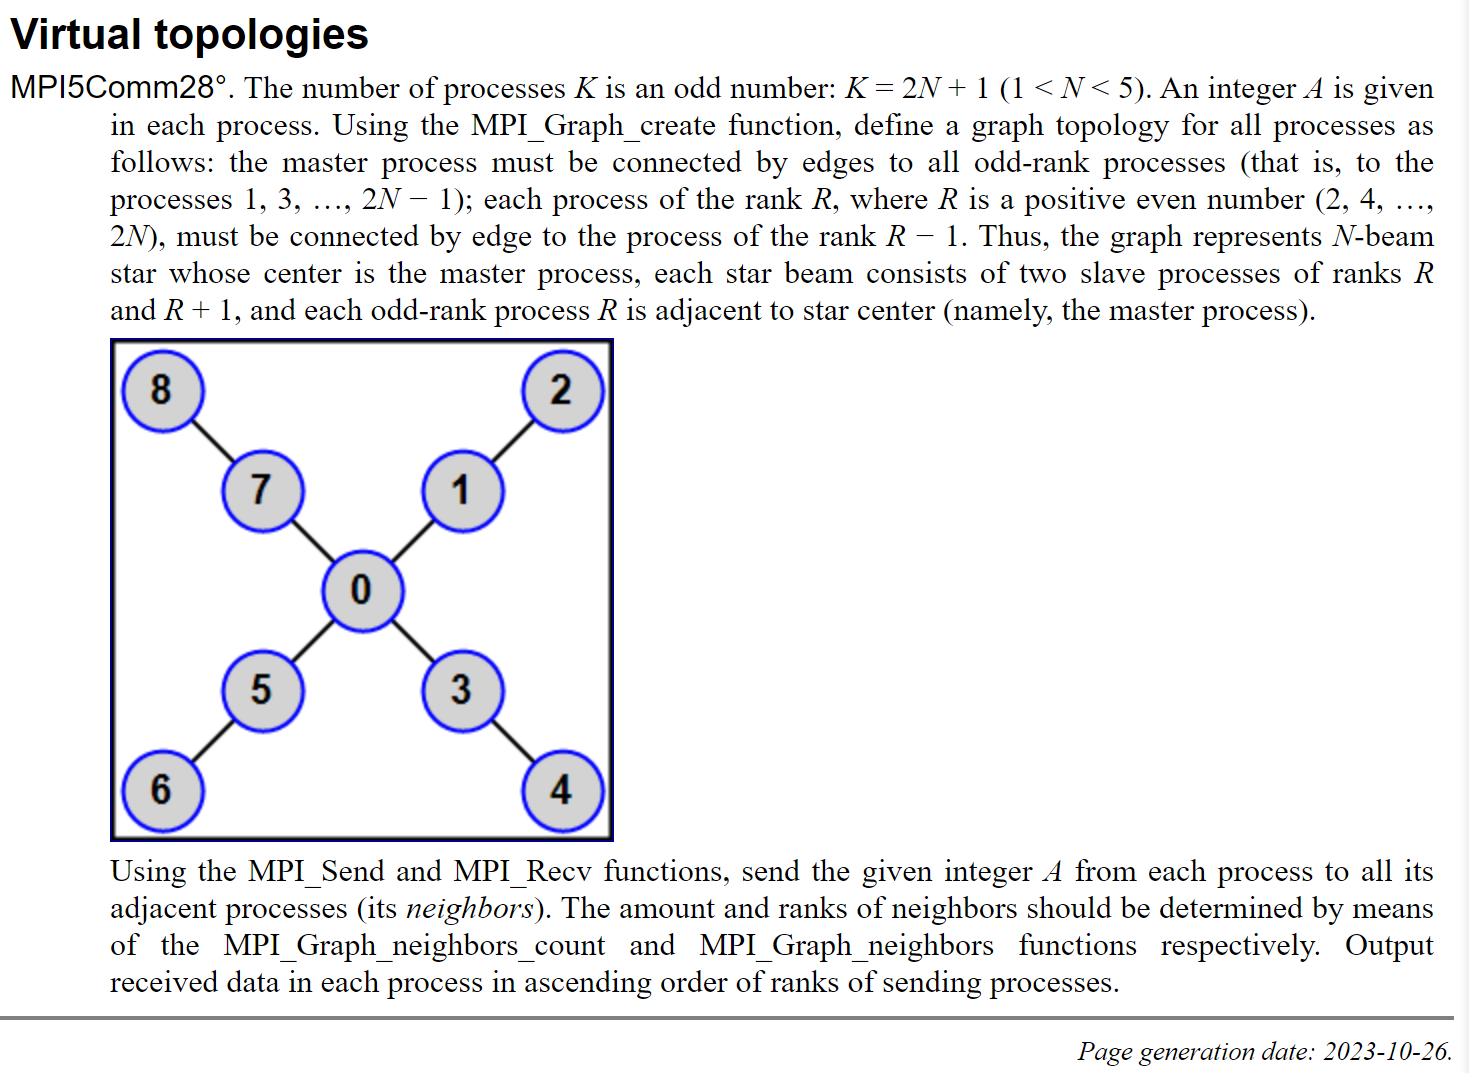 Virtual topologies
MPI5Comm28°. The number of processes K is an odd number: K = 2N + 1 (1 < N < 5). An integer A is given
in each process. Using the MPI_Graph_create function, define a graph topology for all processes as
follows: the master process must be connected by edges to all odd-rank processes (that is, to the
processes 1, 3, …, 2N − 1); each process of the rank R, where R is a positive even number (2, 4, …,
2N), must be connected by edge to the process of the rank R − 1. Thus, the graph represents N-beam
star whose center is the master process, each star beam consists of two slave processes of ranks R
and R + 1, and each odd-rank process R is adjacent to star center (namely, the master process).
8 2
7 1
0
5 3
6 4
Using the MPI_Send and MPI_Recv functions, send the given integer A from each process to all its
adjacent processes (its neighbors). The amount and ranks of neighbors should be determined by means
of the MPI_Graph_neighbors_count and MPI_Graph_neighbors functions respectively. Output
received data in each process in ascending order of ranks of sending processes.
Page generation date: 2023-10-26.